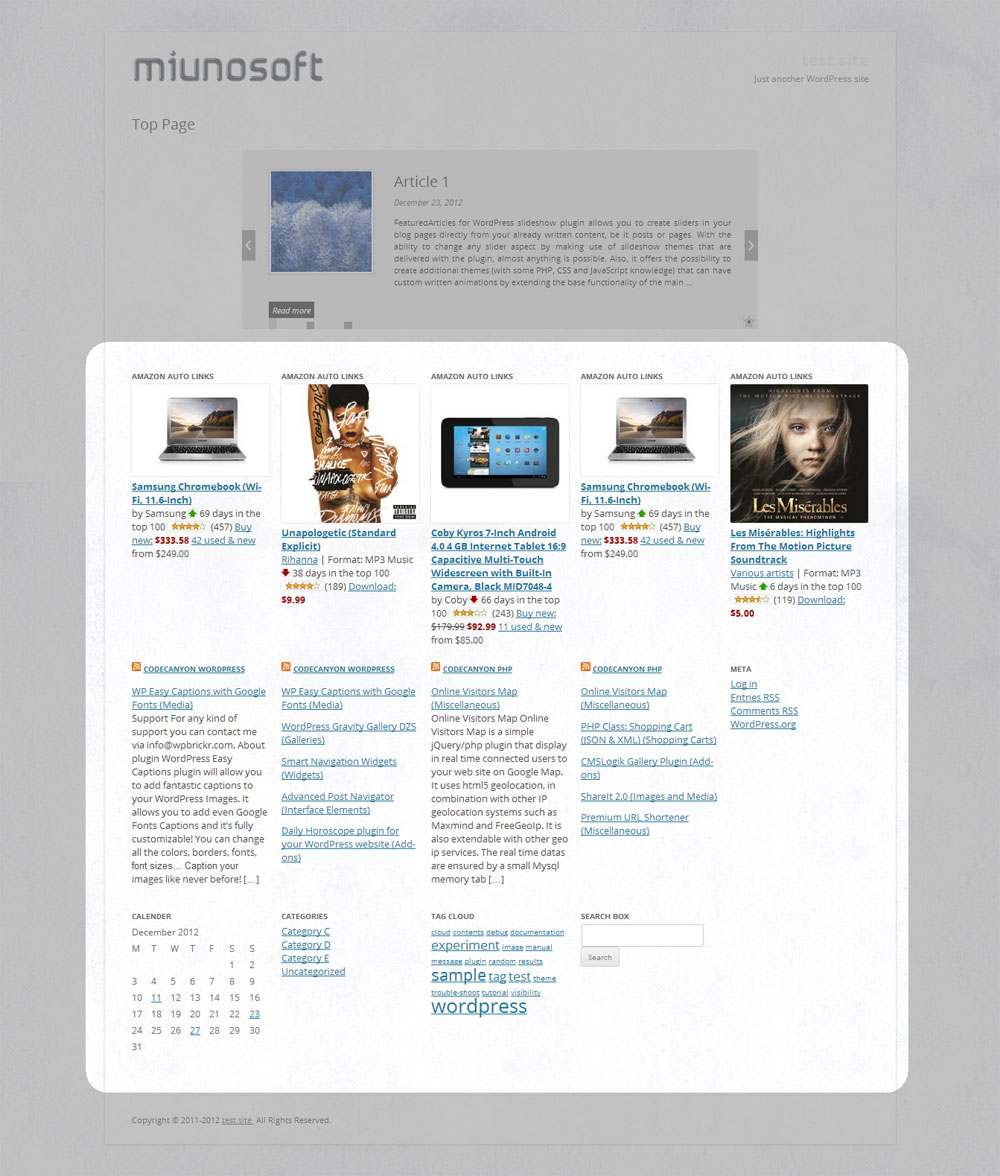 miunosoft
test site
Just another WordPress site
Top Page
Article 1
December 23, 2012
FeaturedArticles for WordPress slideshow plugin allows you to create sliders in your
blog pages directly from your already written content, be it posts or pages. With the
ability to change any slider aspect by making use of slideshow themes that are
delivered with the plugin, almost anything is possible. Also, it offers the possibility to
create additional themes (with some PHP, CSS and JavaScript knowledge) that can have
custom written animations by extending the base functionality of the main ...
Read more
AMAZON AUTO LINKS
Samsung Chromebook (Wi-
Fi, 11.6-Inch)
by Samsung 69 days in the
top 100 (457) Buy
new: $333.58 42 used & new
from $249.00
AMAZON AUTO LINKS
Unapologetic (Standard
Explicit)
Rihanna | Format: MP3 Music
38 days in the top 100
(189) Download:
$9.99
AMAZON AUTO LINKS
Coby Kyros 7-Inch Android
4.0 4 GB Internet Tablet 16:9
Capacitive Multi-Touch
Widescreen with Built-In
Camera, Black MID7048-4
by Coby 66 days in the top
100 (243) Buy new:
$179.99 $92.99 11 used & new
from $85.00
AMAZON AUTO LINKS
Samsung Chromebook (Wi-
Fi, 11.6-Inch)
by Samsung 69 days in the
top 100 (457) Buy
new: $333.58 42 used & new
from $249.00
AMAZON AUTO LINKS
HIGHLIGHTS FROM
THE MOTION PICTURE SOUNDTRACK
Les Misérables
THE MUSICAL PHENOMENON
Les Misérables: Highlights
From The Motion Picture
Soundtrack
Various artists | Format: MP3
Music 6 days in the top 100
(119) Download:
$5.00
CODECANYON WORDPRESS
WP Easy Captions with Google
Fonts (Media)
Support For any kind of
support you can contact me
via info@wpbrickr.com. About
plugin WordPress Easy
Captions plugin will allow you
to add fantastic captions to
your WordPress Images. It
allows you to add even Google
Fonts Captions and it's fully
customizable! You can change
all the colors, borders, fonts,
font sizes… Caption your
images like never before! […]
CODECANYON WORDPRESS
WP Easy Captions with Google
Fonts (Media)
WordPress Gravity Gallery DZS
(Galleries)
Smart Navigation Widgets
(Widgets)
Advanced Post Navigator
(Interface Elements)
Daily Horoscope plugin for
your WordPress website (Add-
ons)
CODECANYON PHP
Online Visitors Map
(Miscellaneous)
Online Visitors Map Online
Visitors Map is a simple
jQuery/php plugin that display
in real time connected users to
your web site on Google Map.
It uses html5 geolocation, in
combination with other IP
geolocation systems such as
Maxmind and FreeGeoIp. It is
also extendable with other geo
ip services. The real time datas
are ensured by a small Mysql
memory tab […]
CODECANYON PHP
Online Visitors Map
(Miscellaneous)
PHP Class: Shopping Cart
(JSON & XML) (Shopping Carts)
CMSLogik Gallery Plugin (Add-
ons)
ShareIt 2.0 (Images and Media)
Premium URL Shortener
(Miscellaneous)
META
Log in
Entries RSS
Comments RSS
WordPress.org
CALENDER
December 2012
M T W T F S S
1 2
3 4 5 6 7 8 9
10 11 12 13 14 15 16
17 18 19 20 21 22 23
24 25 26 27 28 29 30
31
CATEGORIES
Category C
Category D
Category E
Uncategorized
TAG CLOUD
cloud contents debug documentation
experiment image manual
message plugin random results
sample tag test theme
trouble-shoot tutorial visibility
wordpress
SEARCH BOX
Search
Copyright © 2011-2012 test site All Rights Reserved.